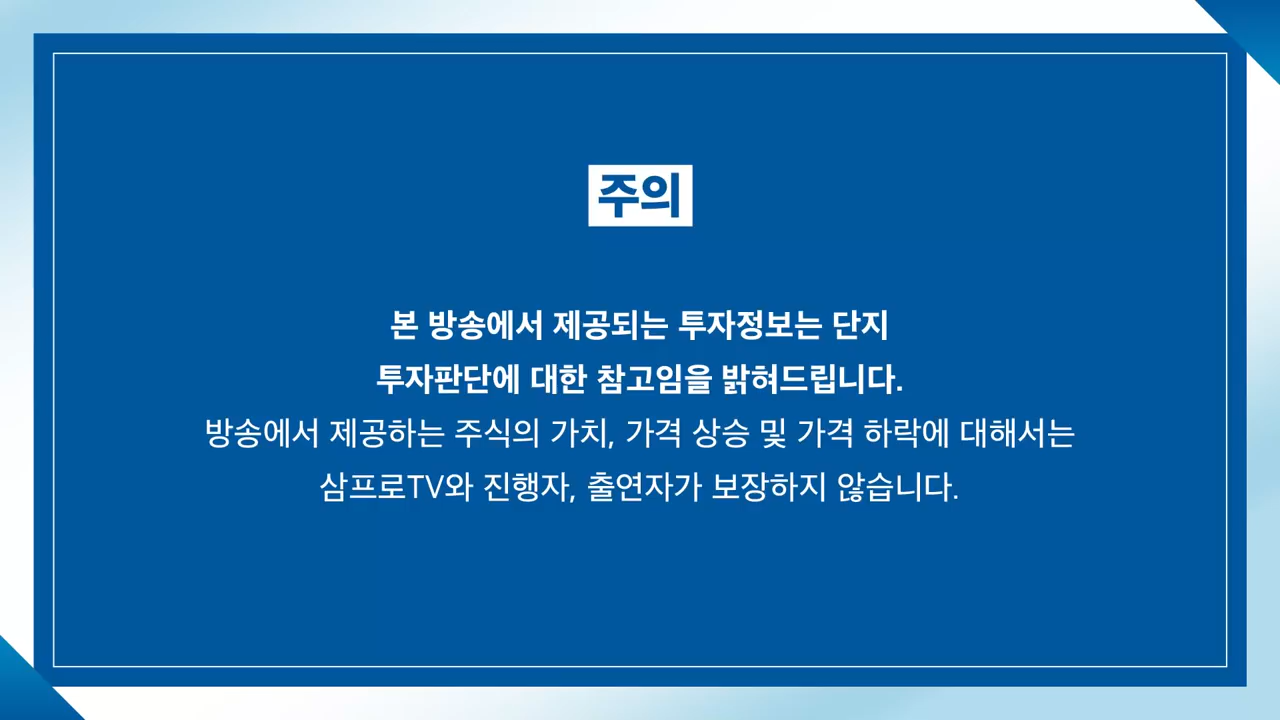 주의
본 방송에서 제공되는 투자정보는 단지
투자판단에 대한 참고임을 밝혀드립니다.
방송에서 제공하는 주식의 가치, 가격 상승 및 가격 하락에 대해서는
삼프로TV와 진행자, 출연자가 보장하지 않습니다.